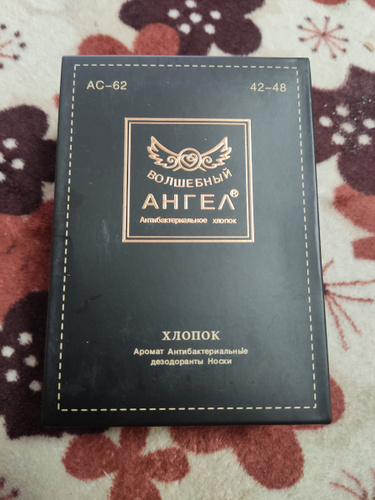 АС-62 42-48
ВОЛШЕБНЫЙ
АНГЕЛ®
Антибактериальное хлопок
ХЛОПОК
Аромат Антибактериальные
дезодоранты Носки